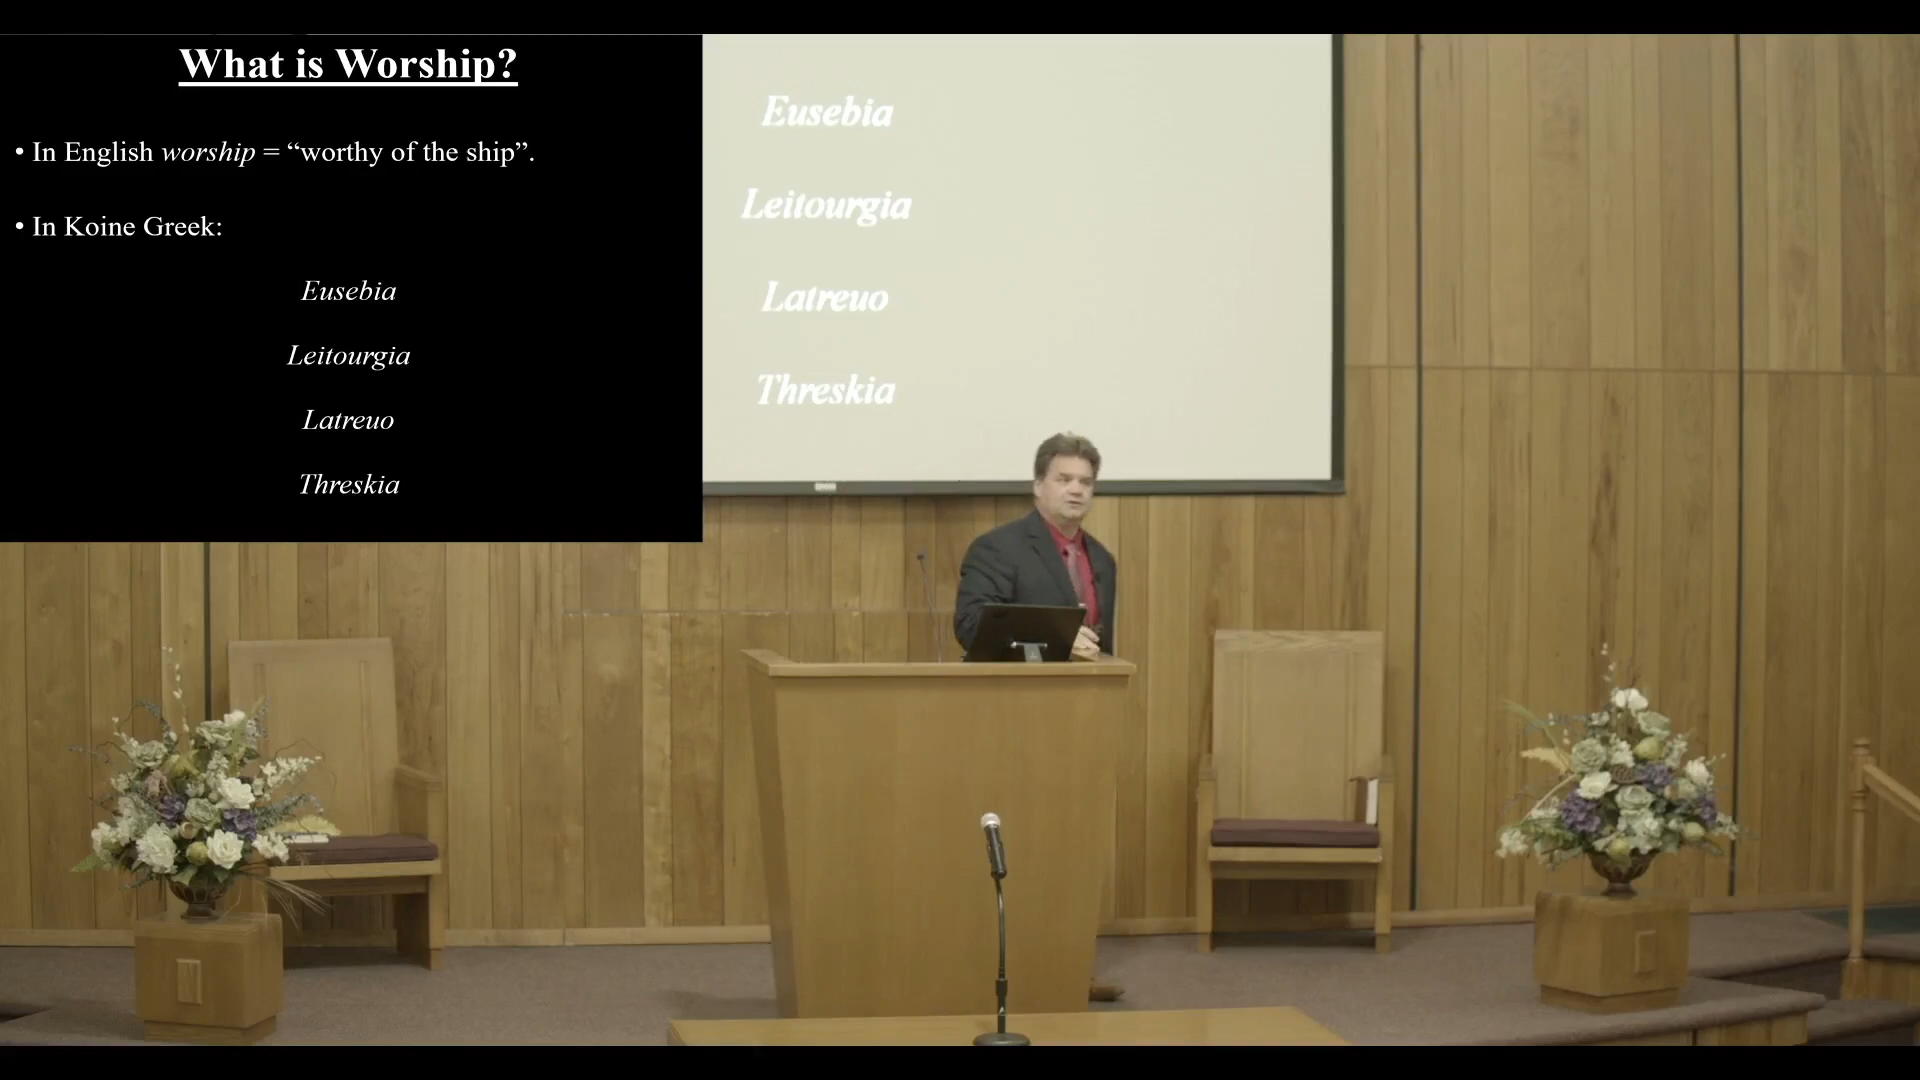 What is Worship?
• In English worship = “worthy of the ship”.
• In Koine Greek:
Eusebia
Leitourgia
Latreuo
Threskia
Eusebia
Leitourgia
Latreuo
Threskia